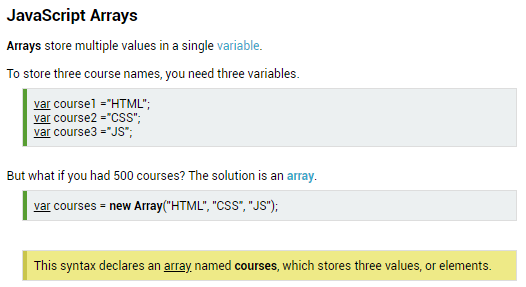 JavaScript Arrays
Arrays store multiple values in a single variable.
To store three course names, you need three variables.
var course1 ="HTML";
var course2 ="CSS";
var course3 ="JS";
But what if you had 500 courses? The solution is an array.
var courses = new Array("HTML", "CSS", "JS");
This syntax declares an array named courses, which stores three values, or elements.